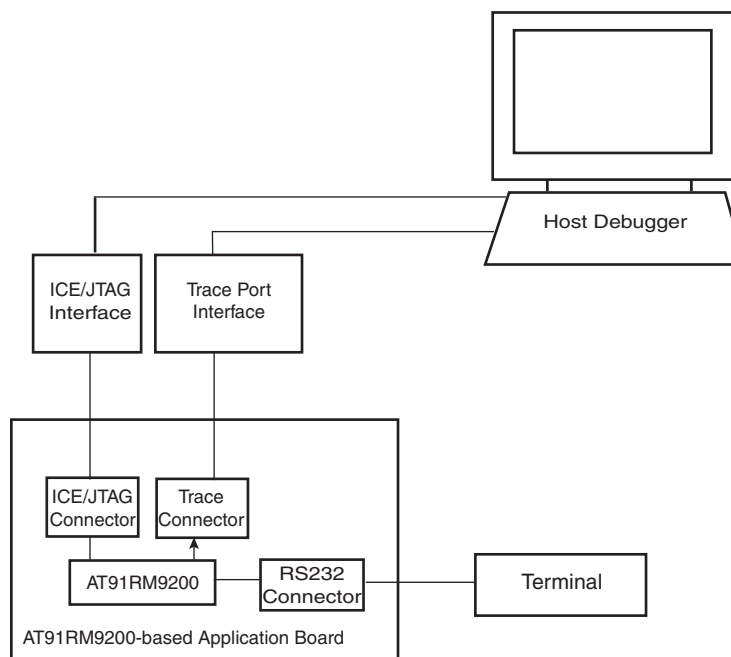 Host Debugger
ICE/JTAG
Interface
Trace Port
Interface
ICE/JTAG
Connector
Trace
Connector
AT91RM9200
RS232
Connector
Terminal
AT91RM9200-based Application Board